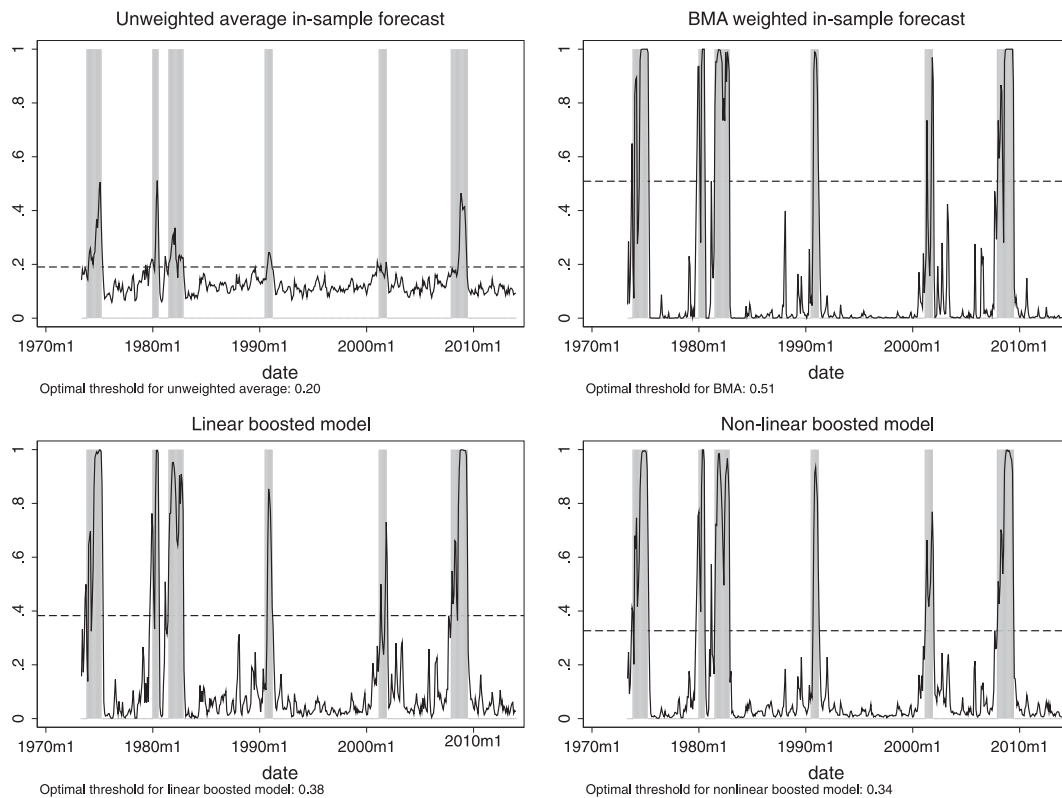 Unweighted average in-sample forecast
1
.8
.6
.4
.2
0
1970m1 1980m1 1990m1 2000m1 2010m1
date
Optimal threshold for unweighted average: 0.20
BMA weighted in-sample forecast
1
.8
.6
.4
.2
0
1970m1 1980m1 1990m1 2000m1 2010m1
date
Optimal threshold for BMA: 0.51
Linear boosted model
1
.8
.6
.4
.2
0
1970m1 1980m1 1990m1 2000m1 2010m1
date
Optimal threshold for linear boosted model: 0.38
Non-linear boosted model
1
.8
.6
.4
.2
0
1970m1 1980m1 1990m1 2000m1 2010m1
date
Optimal threshold for nonlinear boosted model: 0.34